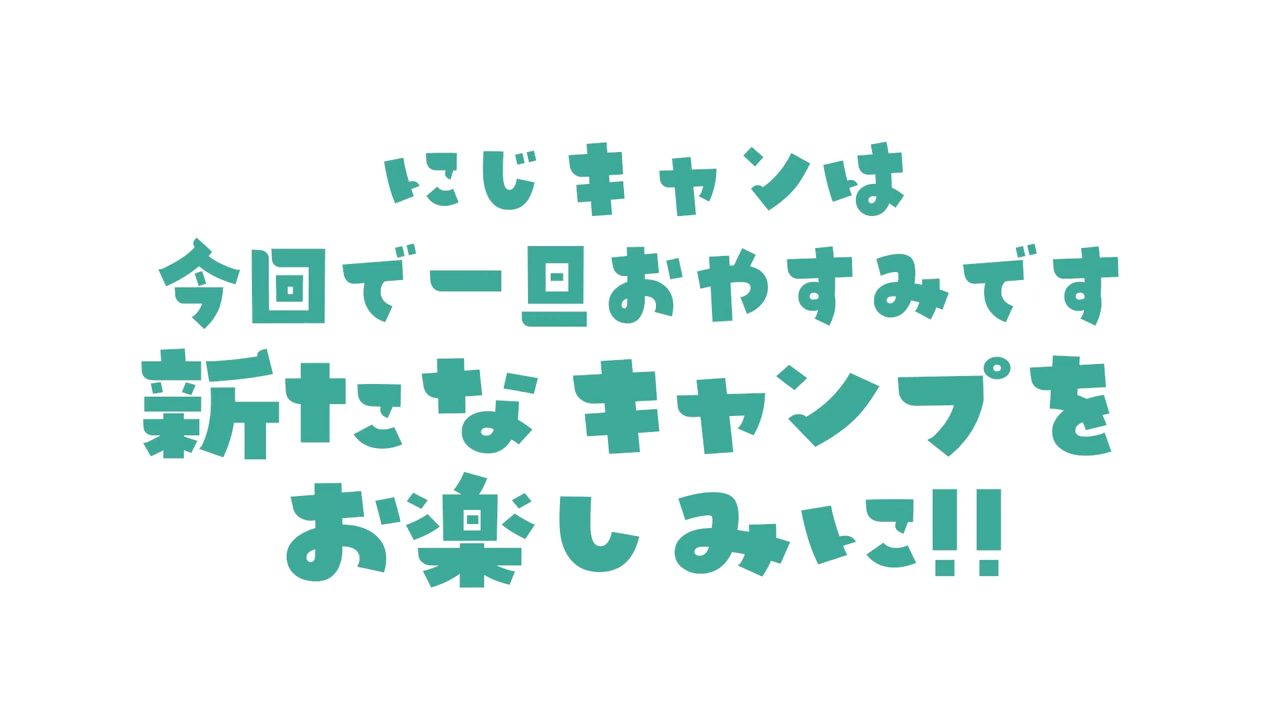 にじキャンは
今回で一旦おやすみです
新たなキャンプを
お楽しみに!!